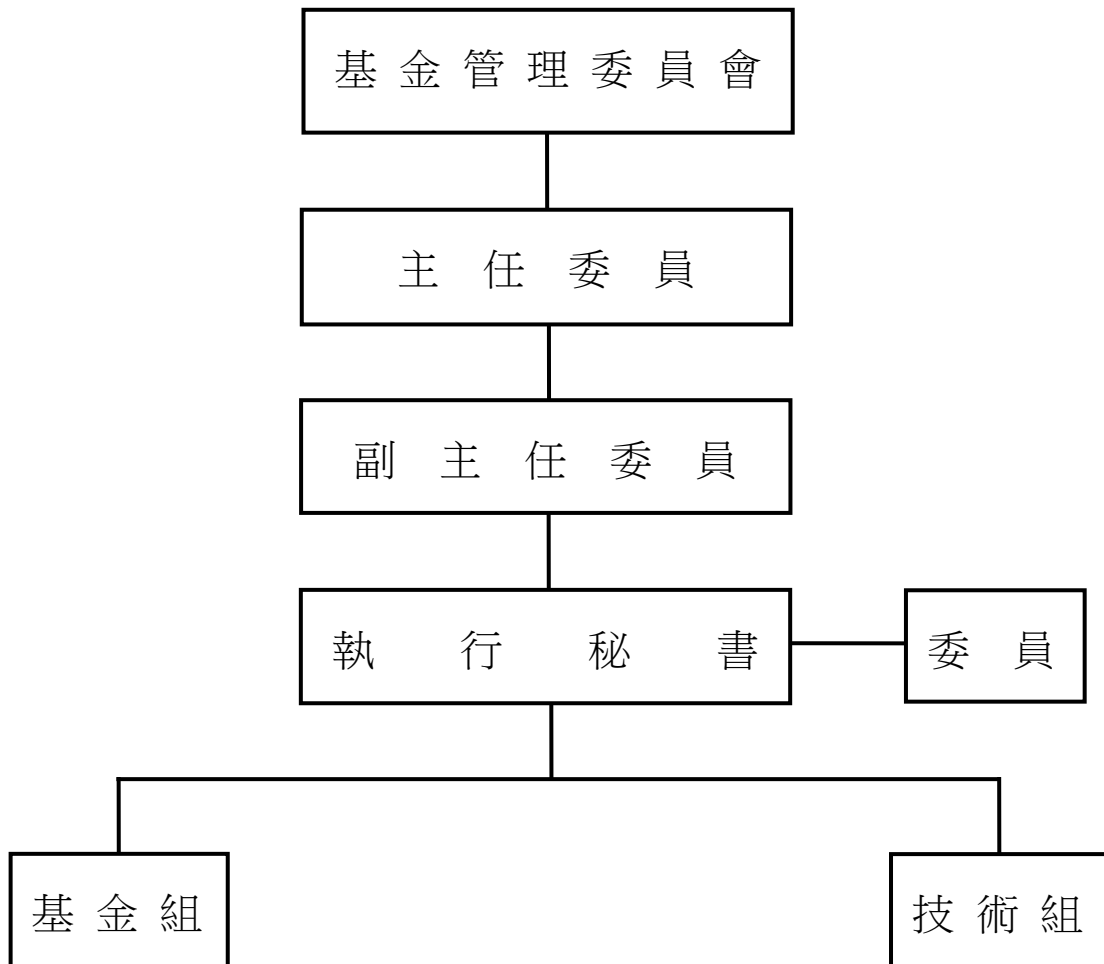 基金管理委員會
主任委員
副主任委員
執行秘書
委員
基金組
技術組